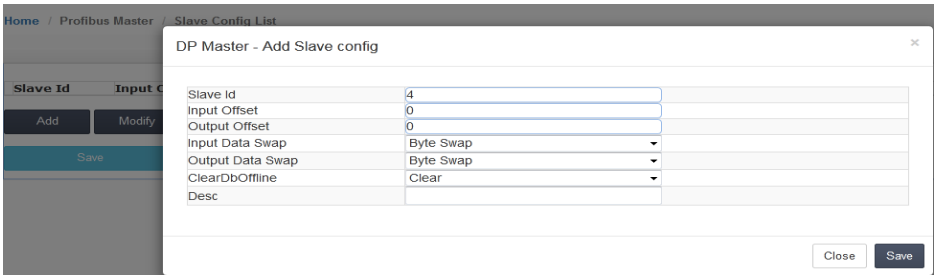 Home / Profibus Master / Slave Config List
DP Master - Add Slave config ×
Slave Id Input
Add Modify
Save
Slave Id 4
Input Offset 0
Output Offset 0
Input Data Swap Byte Swap
Output Data Swap Byte Swap
ClearDbOffline Clear
Desc
Close Save